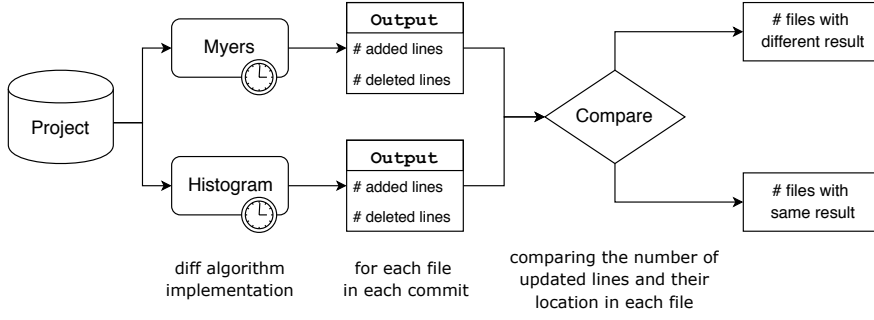 Project
Myers
Output
# added lines
# deleted lines
Histogram
Output
# added lines
# deleted lines
Compare
# files with
different result
# files with
same result
diff algorithm
implementation
for each file
in each commit
comparing the number of
updated lines and their
location in each file